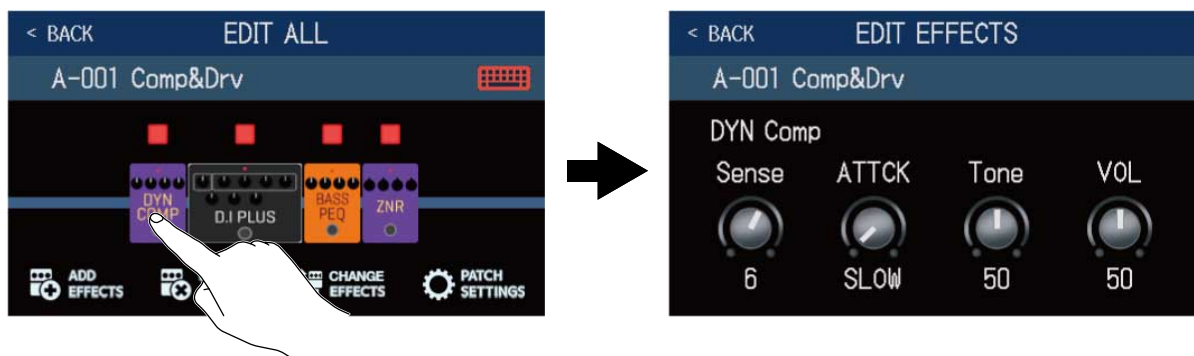 < BACK EDIT ALL
A-001 Comp&Drv
DYN
COMP
D.I PLUS
BASS
PEQ
ZNR
ADD
EFFECTS
CHANGE
EFFECTS
PATCH
SETTINGS
< BACK EDIT EFFECTS
A-001 Comp&Drv
DYN Comp
Sense ATTCK Tone VOL
6 SLOW 50 50